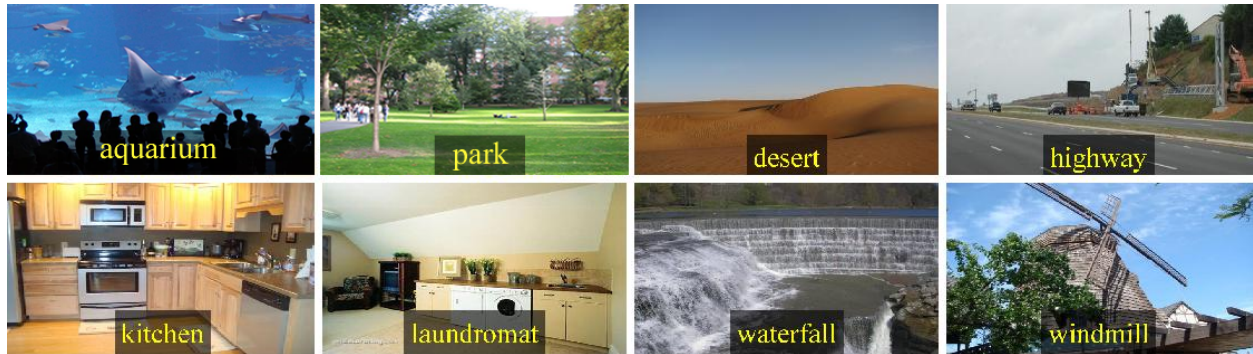 aquarium
park
desert
highway
kitchen
laundromat
waterfall
windmill